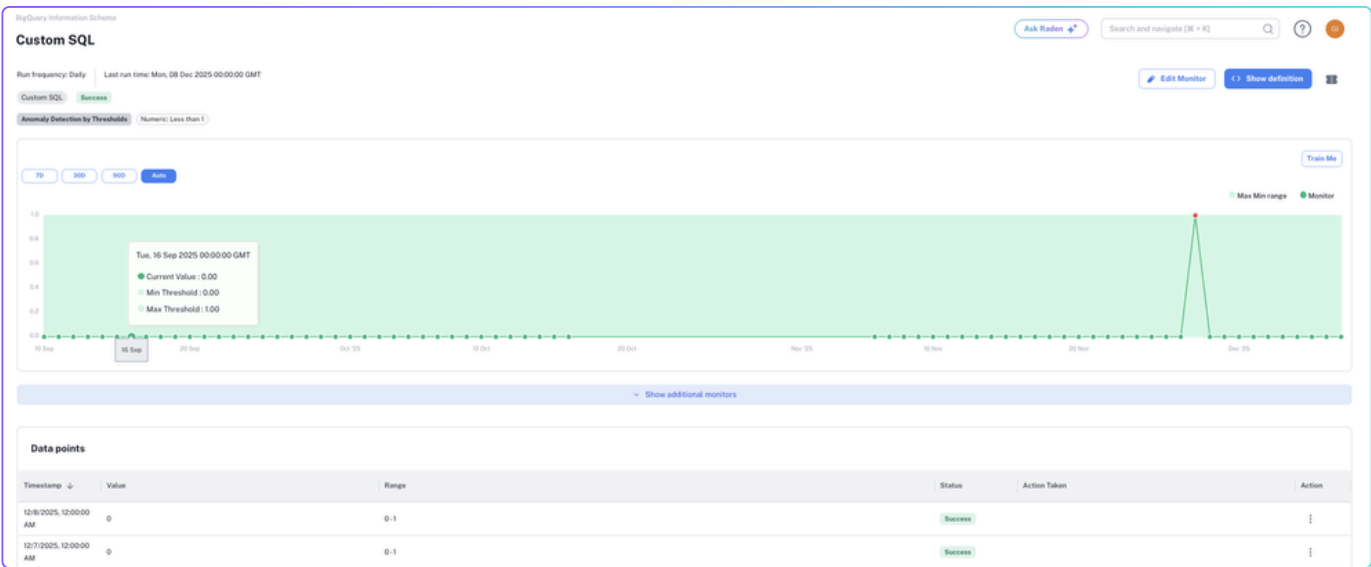 BigQuery Information Schema
Custom SQL
Ask Raden
Search and navigate [⌘ + K]
?
GI
Run frequency: Daily
Last run time: Mon, 08 Dec 2025 00:00:00 GMT
Edit Monitor
Show definition
Custom SQL
Success
Anomaly Detection by Thresholds
Numeric: Less than 1
Train Me
7D
30D
90D
Auto
Max Min range
Monitor
1.0
0.8
0.6
0.4
0.2
0.0
Tue, 16 Sep 2025 00:00:00 GMT
Current Value : 0.00
Min Threshold : 0.00
Max Threshold : 1.00
10 Sep
16 Sep
20 Sep
Oct '25
10 Oct
20 Oct
Nov '25
10 Nov
20 Nov
Dec '25
Show additional monitors
Data points
Timestamp
Value
Range
Status
Action Taken
Action
12/8/2025, 12:00:00
AM
0
0-1
Success
12/7/2025, 12:00:00
AM
0
0-1
Success